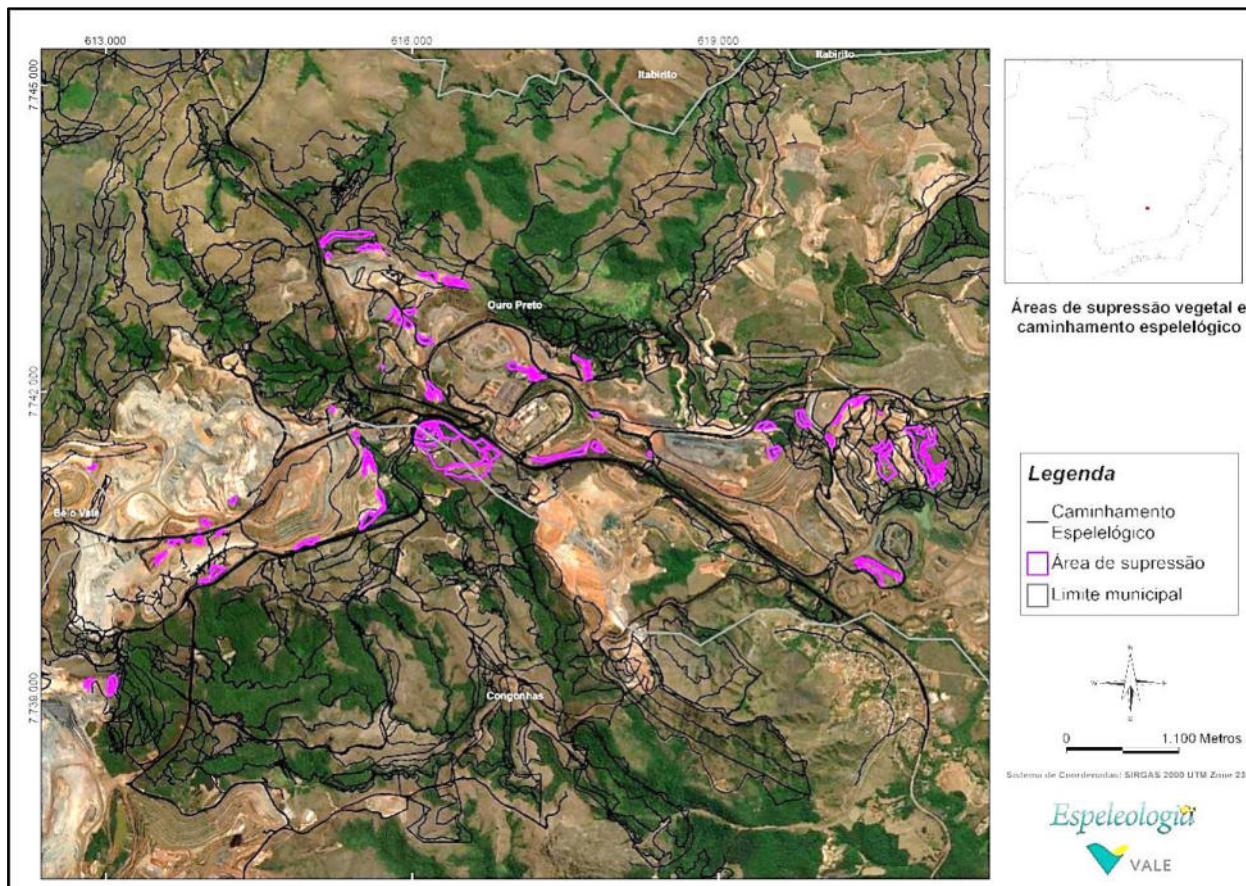 613.000
616.000
619.000
7.745.000
7.742.000
7.739.000
Itabirito
Itabirito
Ouro Preto
Belo Vale
Congonhas
Áreas de supressão vegetal e
caminhamento espelelógico
Legenda
Caminhamento
Espelelógico
Área de supressão
Limite municipal
N
W
E
S
0
1.100 Metros
Sistema de Coordenadas: SIRGAS 2000 UTM Zone 23
Espeleologia
VALE